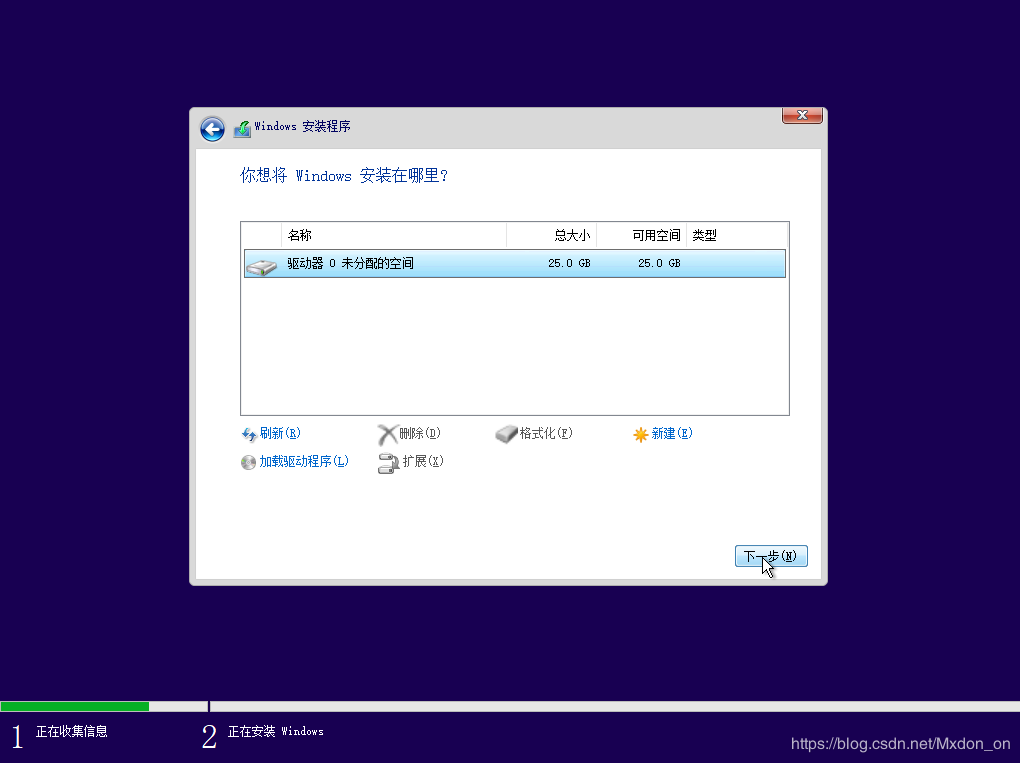 Windows 安装程序
你想将 Windows 安装在哪里?
名称 总大小 可用空间 类型
驱动器 0 未分配的空间 25.0 GB 25.0 GB
刷新(R) 删除(D) 格式化(F) 新建(E)
加载驱动程序(L) 扩展(X)
下一步(N)
1 正在收集信息 2 正在安装 Windows
https://blog.csdn.net/Mxdon_on